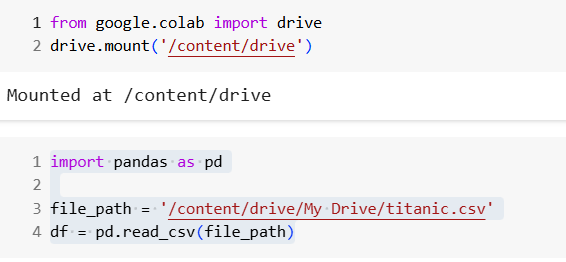 1 from google.colab import drive
2 drive.mount('/content/drive')
Mounted at /content/drive
1 import pandas as pd
2
3 file_path = '/content/drive/My Drive/titanic.csv'
4 df = pd.read_csv(file_path)